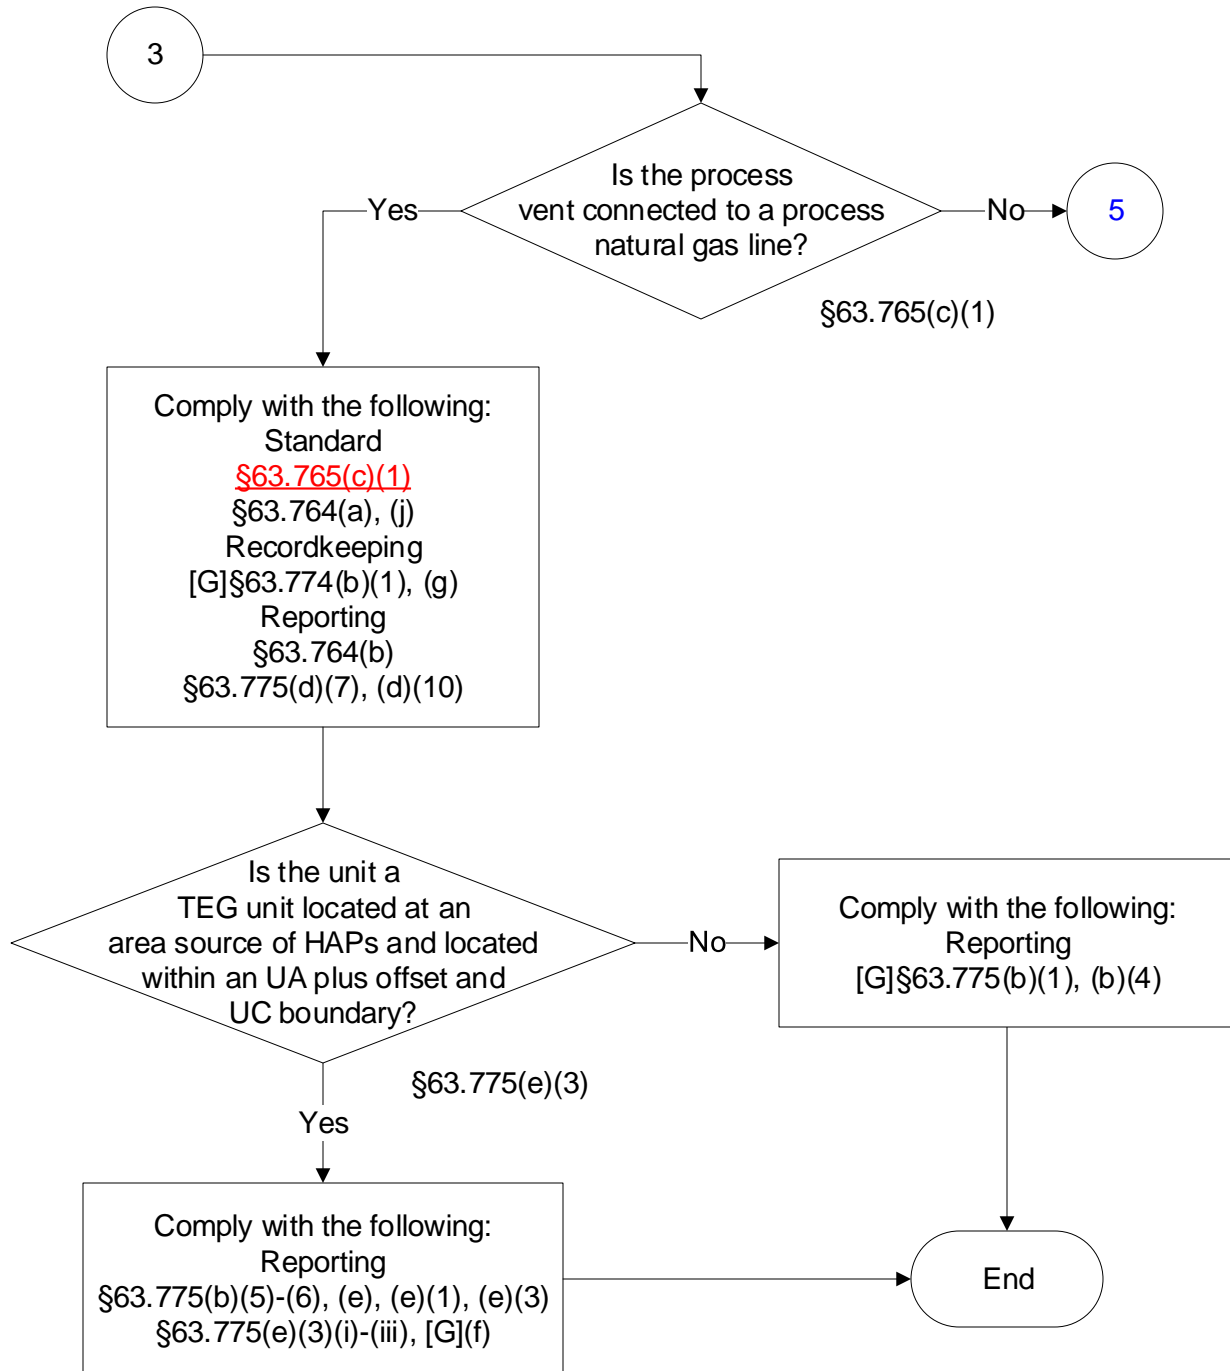 3
Is the process
vent connected to a process
natural gas line?
Yes
No
5
§63.765(c)(1)
Comply with the following:
Standard
§63.765(c)(1)
§63.764(a), (j)
Recordkeeping
[G]§63.774(b)(1), (g)
Reporting
§63.764(b)
§63.775(d)(7), (d)(10)
Is the unit a
TEG unit located at an
area source of HAPs and located
within an UA plus offset and
UC boundary?
No
Comply with the following:
Reporting
[G]§63.775(b)(1), (b)(4)
§63.775(e)(3)
Yes
Comply with the following:
Reporting
§63.775(b)(5)-(6), (e), (e)(1), (e)(3)
§63.775(e)(3)(i)-(iii), [G](f)
End